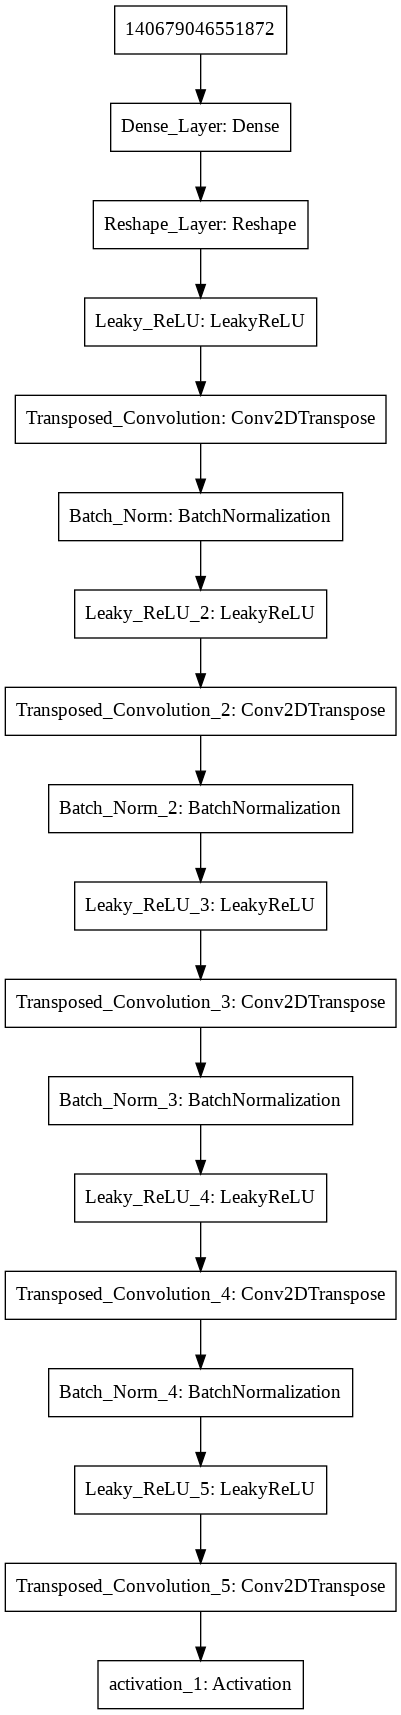 140679046551872
Dense_Layer: Dense
Reshape_Layer: Reshape
Leaky_ReLU: LeakyReLU
Transposed_Convolution: Conv2DTranspose
Batch_Norm: BatchNormalization
Leaky_ReLU_2: LeakyReLU
Transposed_Convolution_2: Conv2DTranspose
Batch_Norm_2: BatchNormalization
Leaky_ReLU_3: LeakyReLU
Transposed_Convolution_3: Conv2DTranspose
Batch_Norm_3: BatchNormalization
Leaky_ReLU_4: LeakyReLU
Transposed_Convolution_4: Conv2DTranspose
Batch_Norm_4: BatchNormalization
Leaky_ReLU_5: LeakyReLU
Transposed_Convolution_5: Conv2DTranspose
activation_1: Activation